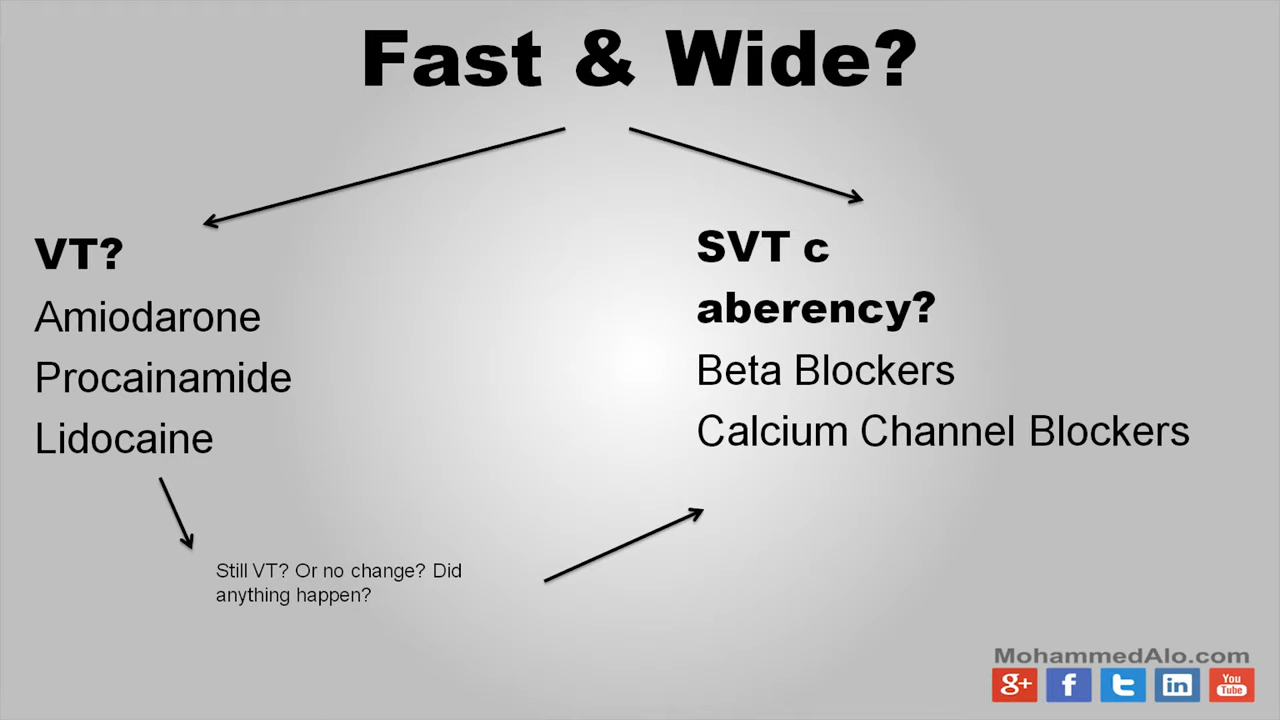 Fast & Wide?
VT?
Amiodarone
Procainamide
Lidocaine
Still VT? Or no change? Did
anything happen?
SVT c
aberency?
Beta Blockers
Calcium Channel Blockers
MohammedAlo.com
g+ f in You
Tube